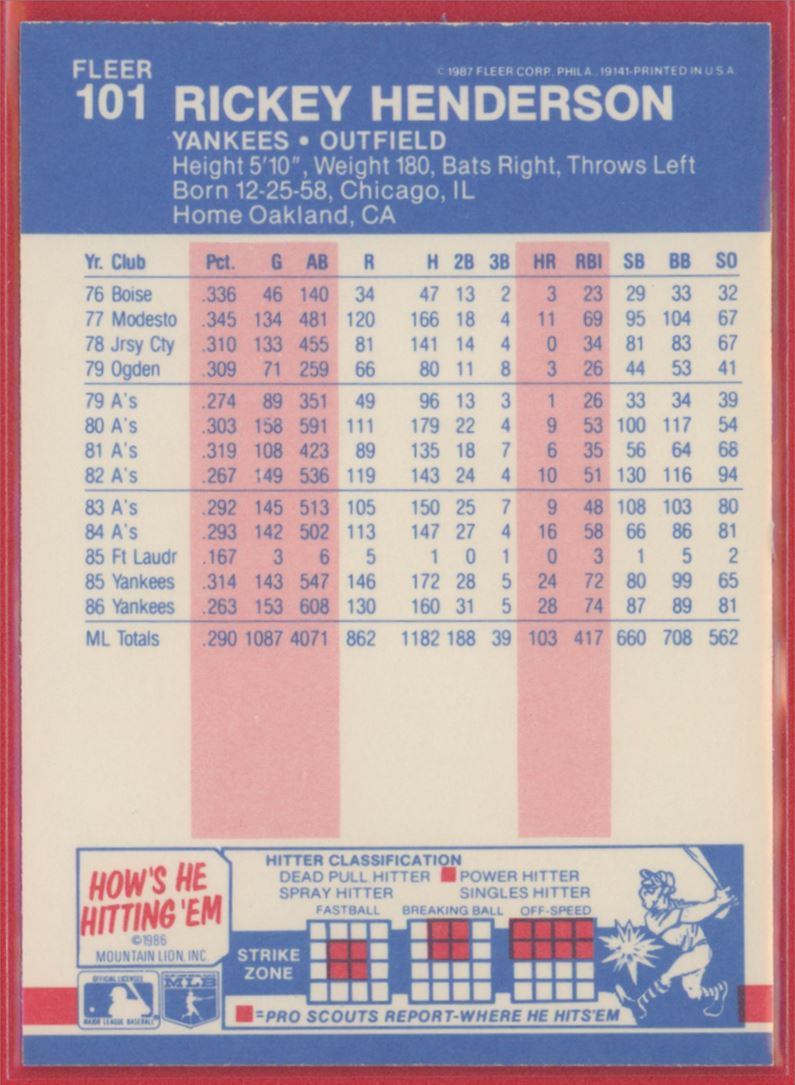 FLEER
© 1987 FLEER CORP. PHILA. 19141-PRINTED IN U S A
101 RICKEY HENDERSON
YANKEES • OUTFIELD
Height 5'10", Weight 180, Bats Right, Throws Left
Born 12-25-58, Chicago, IL
Home Oakland, CA
Yr. Club Pct. G AB R H 2B 3B HR RBI SB BB SO
76 Boise .336 46 140 34 47 13 2 3 23 29 33 32
77 Modesto .345 134 481 120 166 18 4 11 69 95 104 67
78 Jrsy Cty .310 133 455 81 141 14 4 0 34 81 83 67
79 Ogden .309 71 259 66 80 11 8 3 26 44 53 41
79 A's .274 89 351 49 96 13 3 1 26 33 34 39
80 A's .303 158 591 111 179 22 4 9 53 100 117 54
81 A's .319 108 423 89 135 18 7 6 35 56 64 68
82 A's .267 149 536 119 143 24 4 10 51 130 116 94
83 A's .292 145 513 105 150 25 7 9 48 108 103 80
84 A's .293 142 502 113 147 27 4 16 58 66 86 81
85 Ft Laudr .167 3 6 5 1 0 1 0 3 1 5 2
85 Yankees .314 143 547 146 172 28 5 24 72 80 99 65
86 Yankees .263 153 608 130 160 31 5 28 74 87 89 81
ML Totals .290 1087 4071 862 1182 188 39 103 417 660 708 562
HOW'S HE
HITTING 'EM
©1986
MOUNTAIN LION, INC.
HITTER CLASSIFICATION
DEAD PULL HITTER POWER HITTER
SPRAY HITTER SINGLES HITTER
FASTBALL BREAKING BALL OFF-SPEED
STRIKE
ZONE
=PRO SCOUTS REPORT-WHERE HE HITS'EM
OFFICIAL LICENSEE
MAJOR LEAGUE BASEBALL
MLB